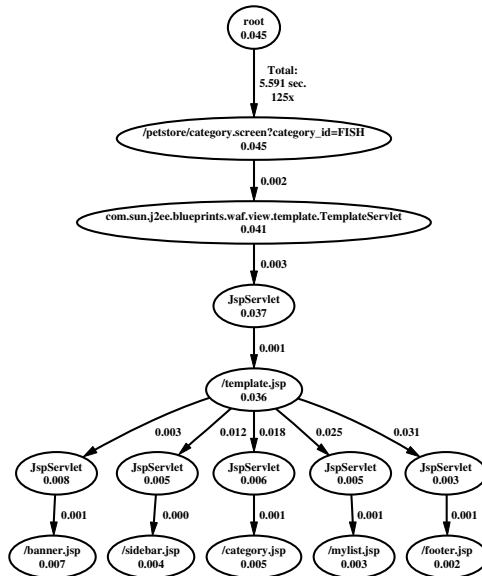 root
0.045
Total:
5.591 sec.
125x
/petstore/category.screen?category_id=FISH
0.045
0.002
com.sun.j2ee.blueprints.waf.view.template.TemplateServlet
0.041
0.003
JspServlet
0.037
0.001
/template.jsp
0.036
0.003 0.012 0.018 0.025 0.031
JspServlet JspServlet JspServlet JspServlet JspServlet
0.008 0.005 0.006 0.005 0.003
0.001 0.000 0.001 0.001 0.001
/banner.jsp /sidebar.jsp /category.jsp /mylist.jsp /footer.jsp
0.007 0.004 0.005 0.003 0.002